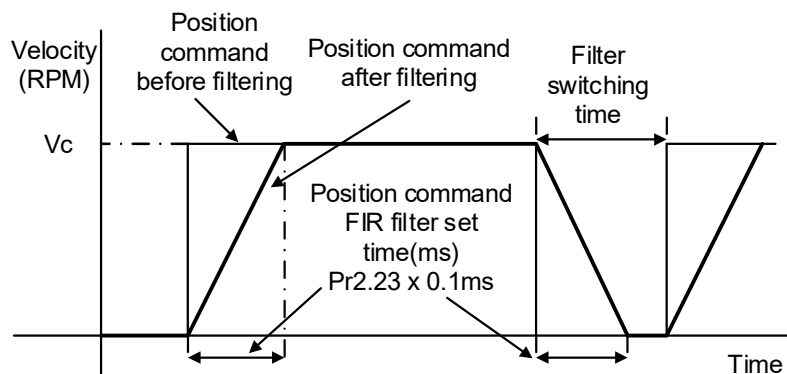 Velocity
(RPM)
Position
command
before filtering
Position command
after filtering
Filter
switching
time
Vc
Position command
FIR filter set
time(ms)
Pr2.23 x 0.1ms
Time